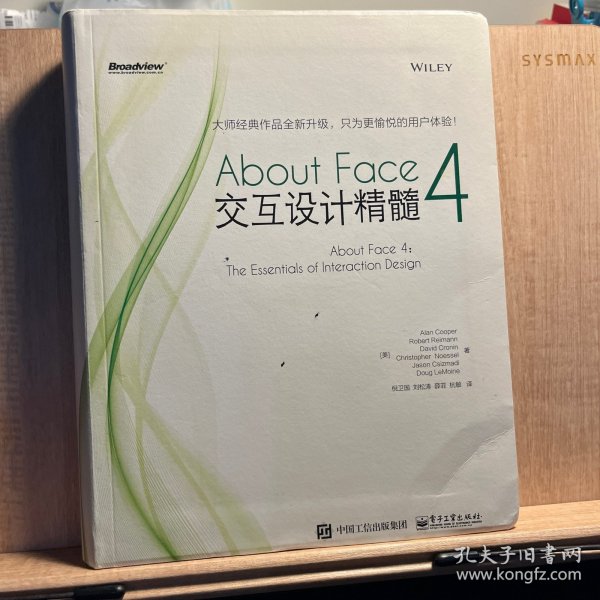 Broadview®
www.broadview.com.cn
WILEY
SYSMAX
大师经典作品全新升级，只为更愉悦的用户体验！
About Face 4
交互设计精髓
About Face 4:
The Essentials of Interaction Design
[美]
Alan Cooper
Robert Reimann
David Cronin
Christopher Noessel
Jason Csizmadi
Doug LeMoine
著
倪卫国 刘松涛 薛菲 杭敏 译
中国工信出版集团
电子工业出版社
孔夫子旧书网
www.kongfz.com